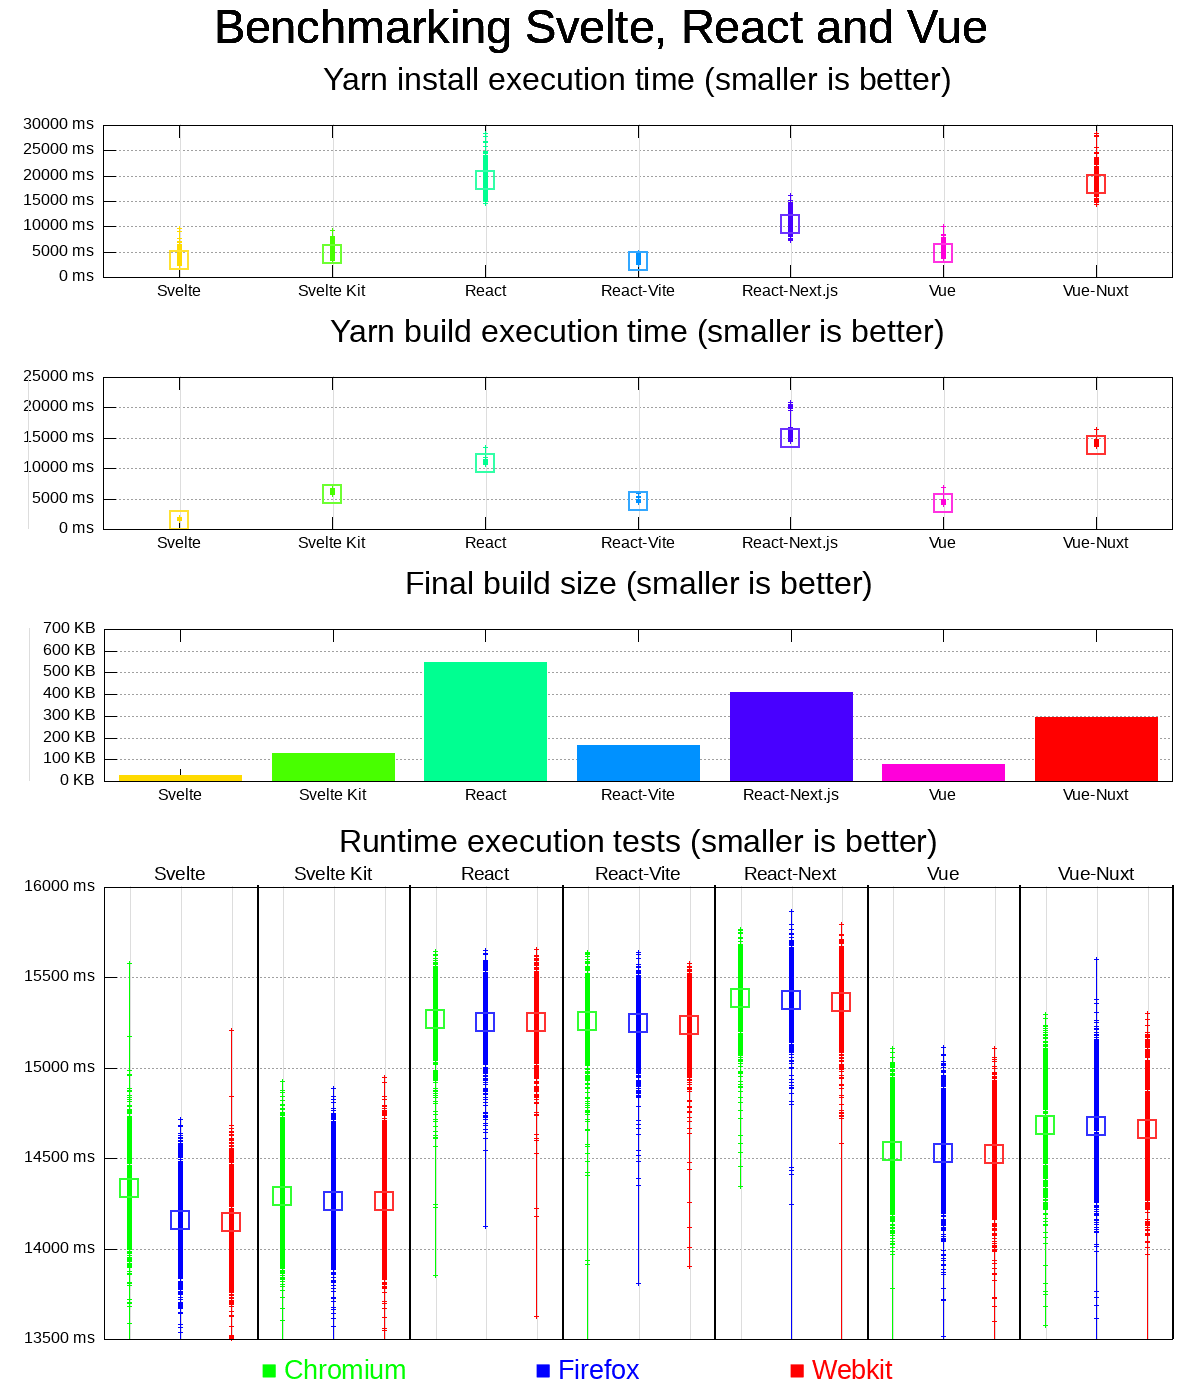 Benchmarking Svelte, React and Vue
Yarn install execution time (smaller is better)
30000 ms
25000 ms
20000 ms
15000 ms
10000 ms
5000 ms
0 ms
Svelte Svelte Kit React React-Vite React-Next.js Vue Vue-Nuxt
Yarn build execution time (smaller is better)
25000 ms
20000 ms
15000 ms
10000 ms
5000 ms
0 ms
Svelte Svelte Kit React React-Vite React-Next.js Vue Vue-Nuxt
Final build size (smaller is better)
700 KB
600 KB
500 KB
400 KB
300 KB
200 KB
100 KB
0 KB
Svelte Svelte Kit React React-Vite React-Next.js Vue Vue-Nuxt
Runtime execution tests (smaller is better)
Svelte Svelte Kit React React-Vite React-Next Vue Vue-Nuxt
16000 ms
15500 ms
15000 ms
14500 ms
14000 ms
13500 ms
Chromium Firefox Webkit